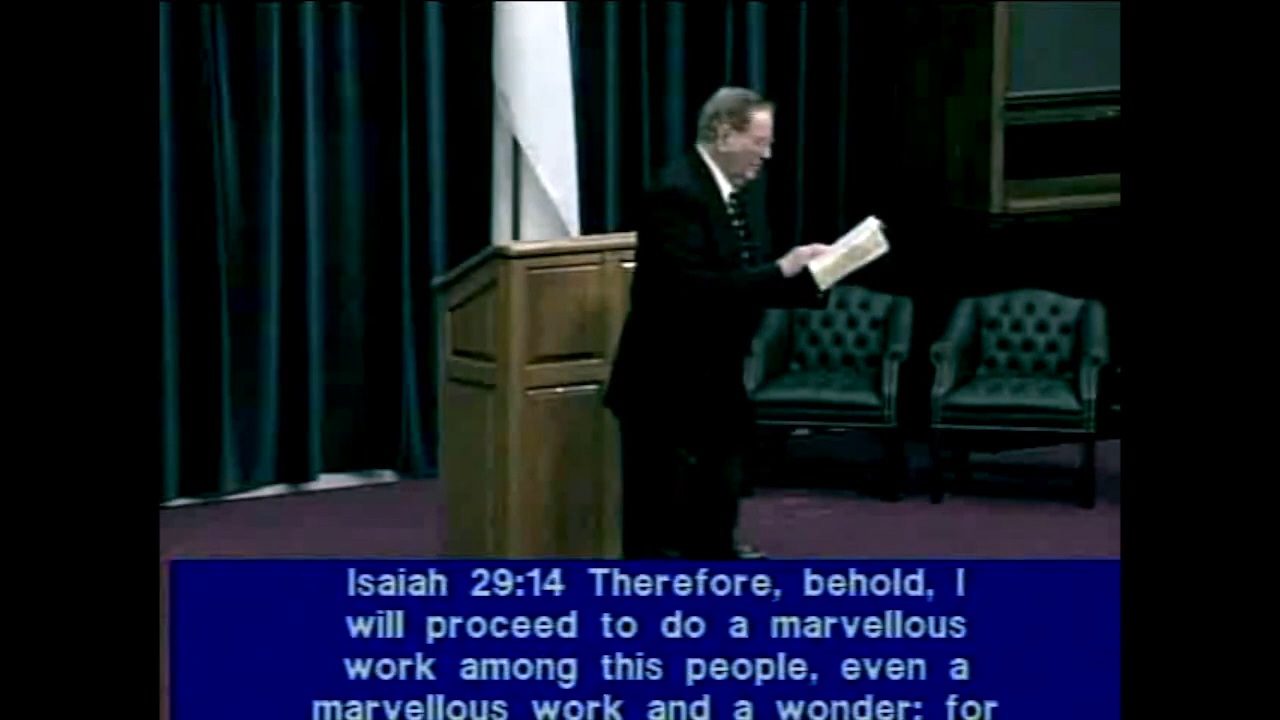 Isaiah 29:14 Therefore, behold, I
will proceed to do a marvellous
work among this people, even a
marvellous work and a wonder: for